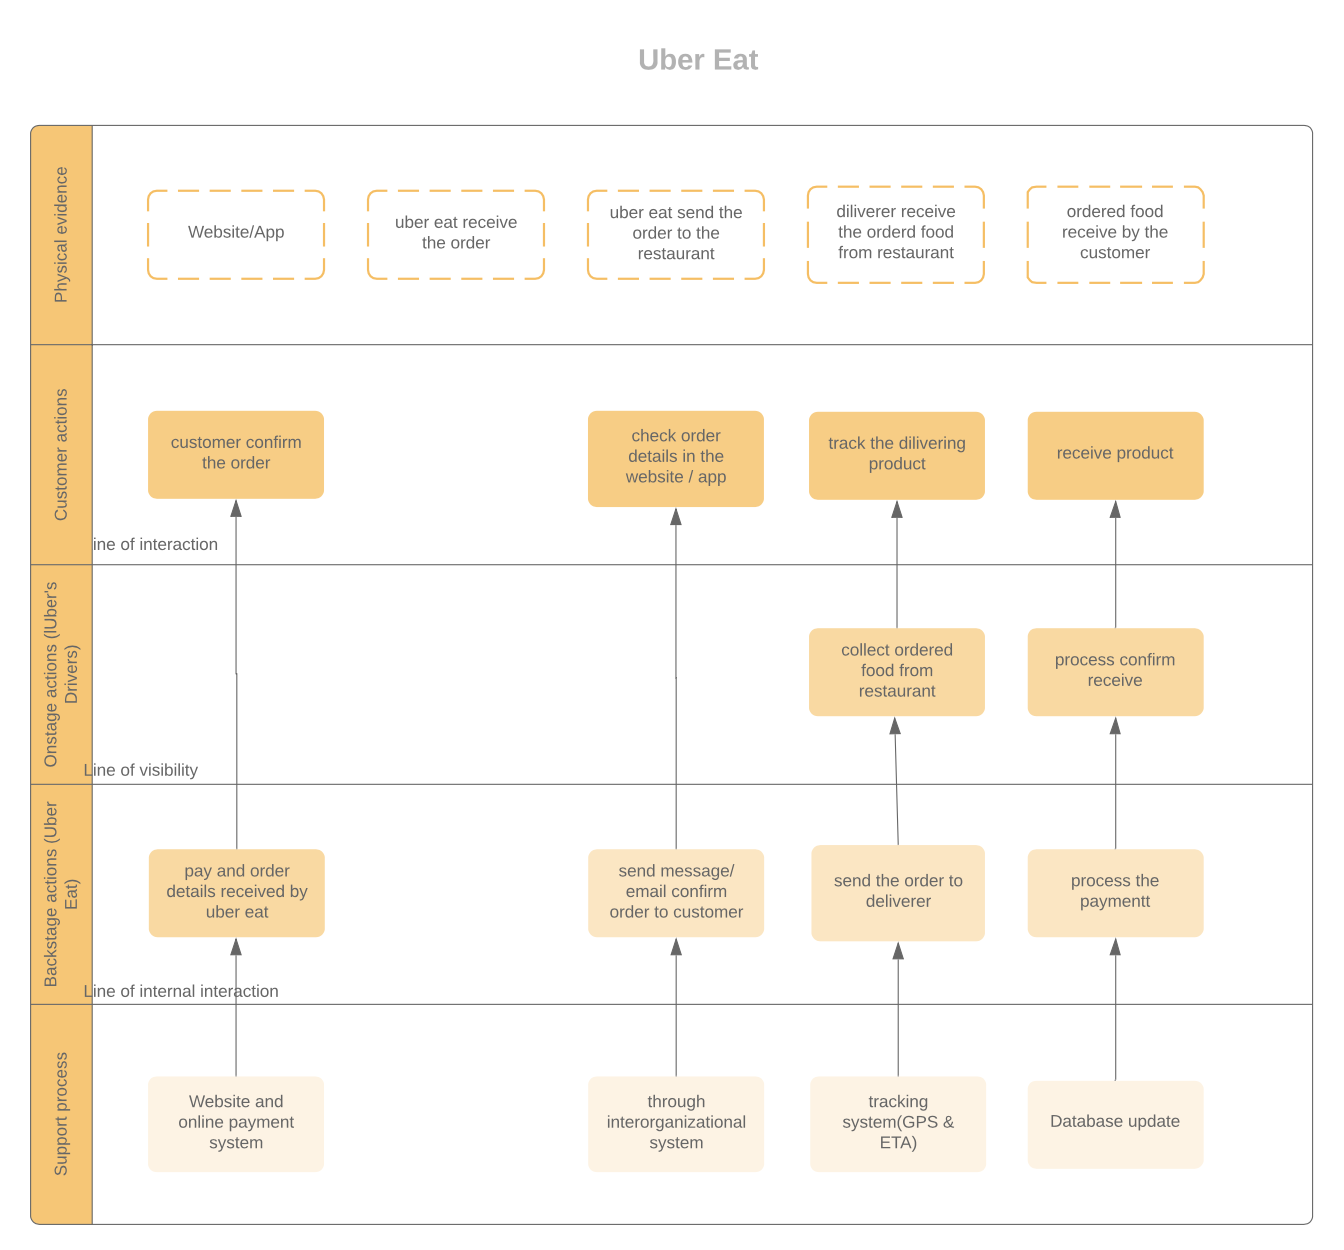 Uber Eat
Physical evidence
Website/App
uber eat receive
the order
uber eat send the
order to the
restaurant
diliverer receive
the orderd food
from restaurant
ordered food
receive by the
customer
Customer actions
customer confirm
the order
check order
details in the
website / app
track the dilivering
product
receive product
ine of interaction
Onstage actions (lUber's
Drivers)
collect ordered
food from
restaurant
process confirm
receive
Line of visibility
Backstage actions (Uber
Eat)
pay and order
details received by
uber eat
send message/
email confirm
order to customer
send the order to
deliverer
process the
paymentt
Line of internal interaction
Support process
Website and
online payment
system
through
interorganizational
system
tracking
system(GPS &
ETA)
Database update